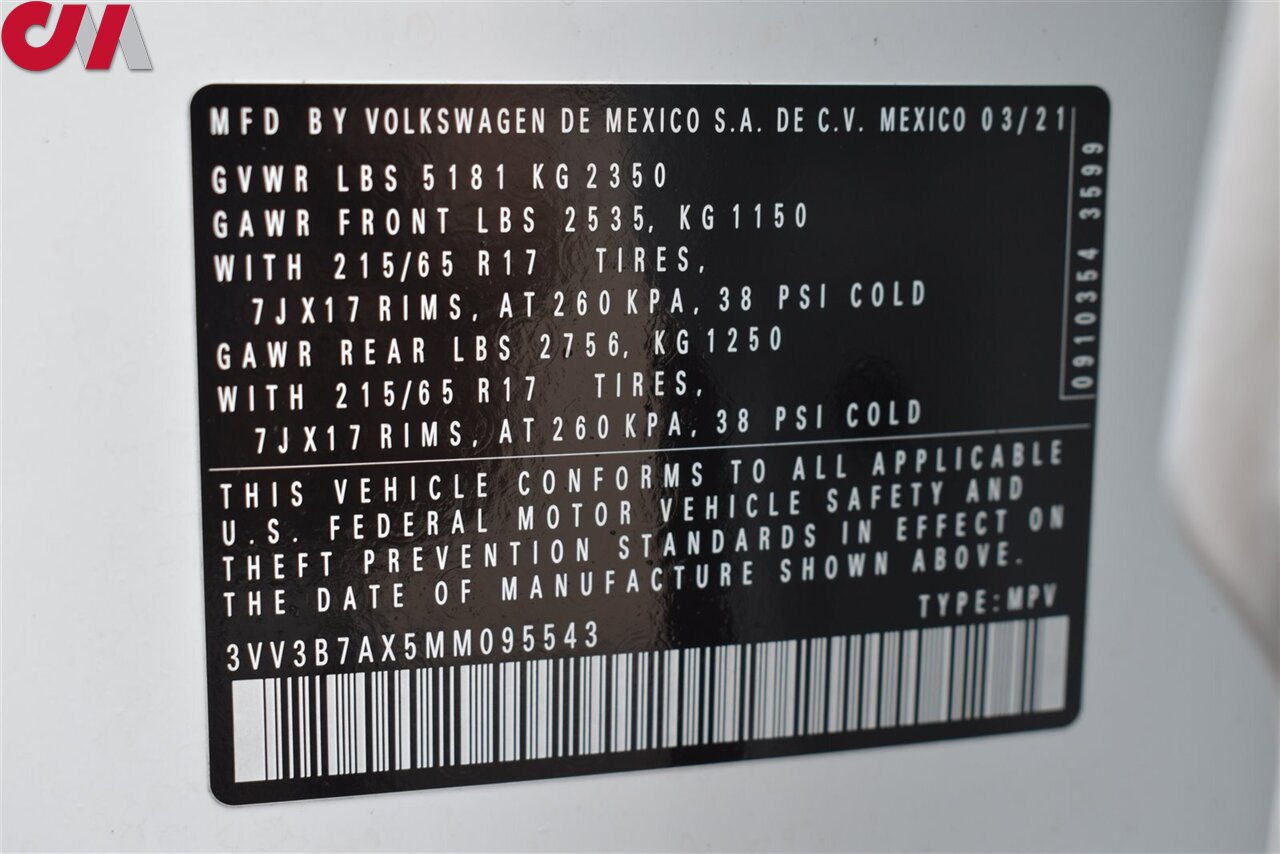 MFD BY VOLKSWAGEN DE MEXICO S.A. DE C.V. MEXICO 03/21
GVWR LBS 5181 KG 2350
GAWR FRONT LBS 2535, KG 1150
WITH 215/65 R17 TIRES,
7JX17 RIMS, AT 260 KPA, 38 PSI COLD
GAWR REAR LBS 2756, KG 1250
WITH 215/65 R17 TIRES,
7JX17 RIMS, AT 260 KPA, 38 PSI COLD
0910354 3599
THIS VEHICLE CONFORMS TO ALL APPLICABLE
U.S. FEDERAL MOTOR VEHICLE SAFETY AND
THEFT PREVENTION STANDARDS IN EFFECT ON
THE DATE OF MANUFACTURE SHOWN ABOVE.
TYPE:MPV
3VV3B7AX5MM095543